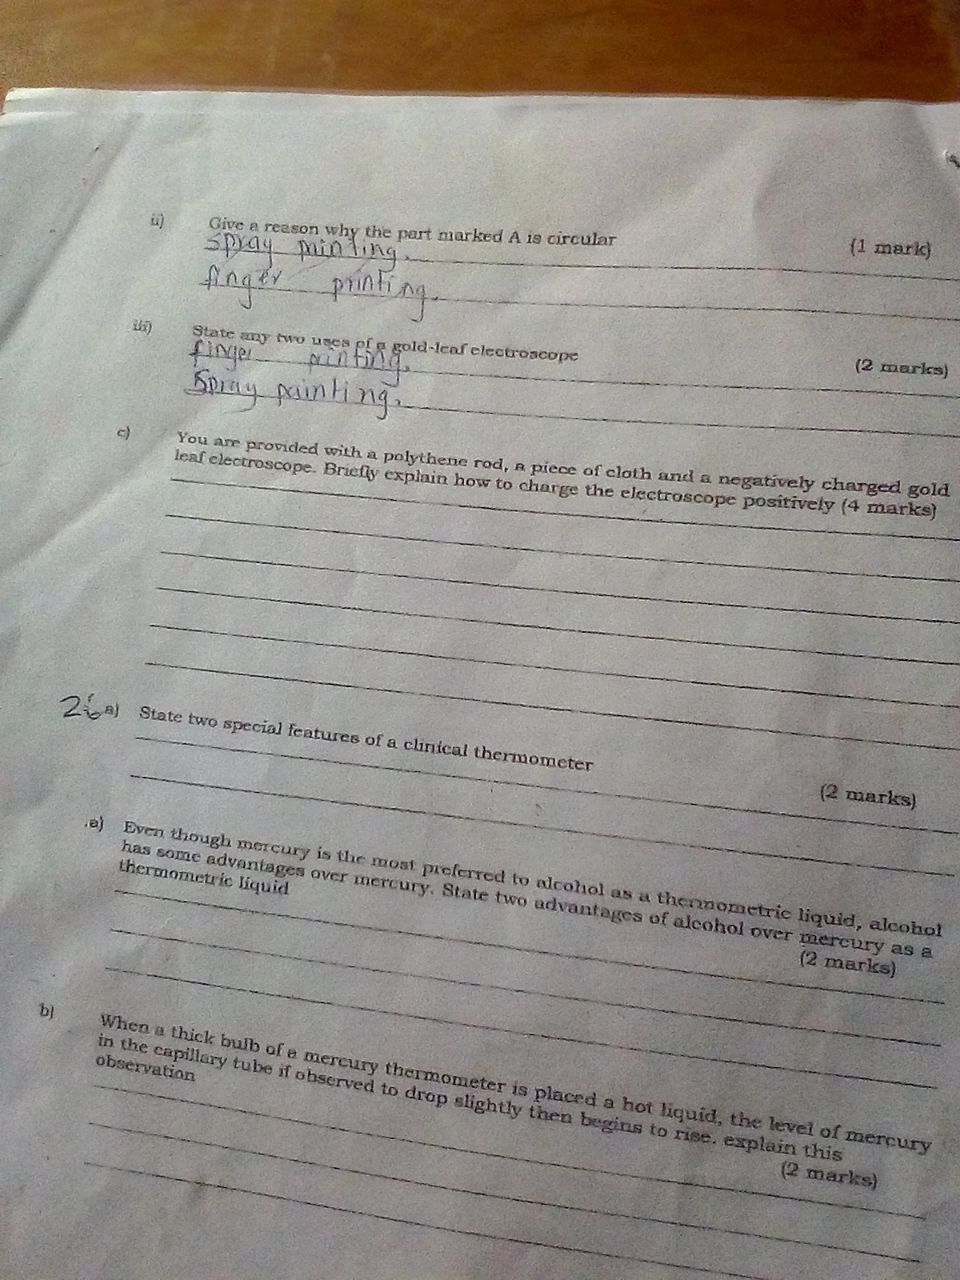 ii) Give a reason why the part marked A is circular (1 mark)
Spray painting.
finger printing.
iii) State any two uses of a gold-leaf electroscope (2 marks)
finger printing.
Spray painting.
c) You are provided with a polythene rod, a piece of cloth and a negatively charged gold
leaf electroscope. Briefly explain how to charge the electroscope positively (4 marks)
26 a) State two special features of a clinical thermometer (2 marks)
.a) Even though mercury is the most preferred to alcohol as a thermometric liquid, alcohol
has some advantages over mercury. State two advantages of alcohol over mercury as a
thermometric liquid (2 marks)
b) When a thick bulb of a mercury thermometer is placed a hot liquid, the level of mercury
in the capillary tube if observed to drop slightly then begins to rise. explain this
observation (2 marks)